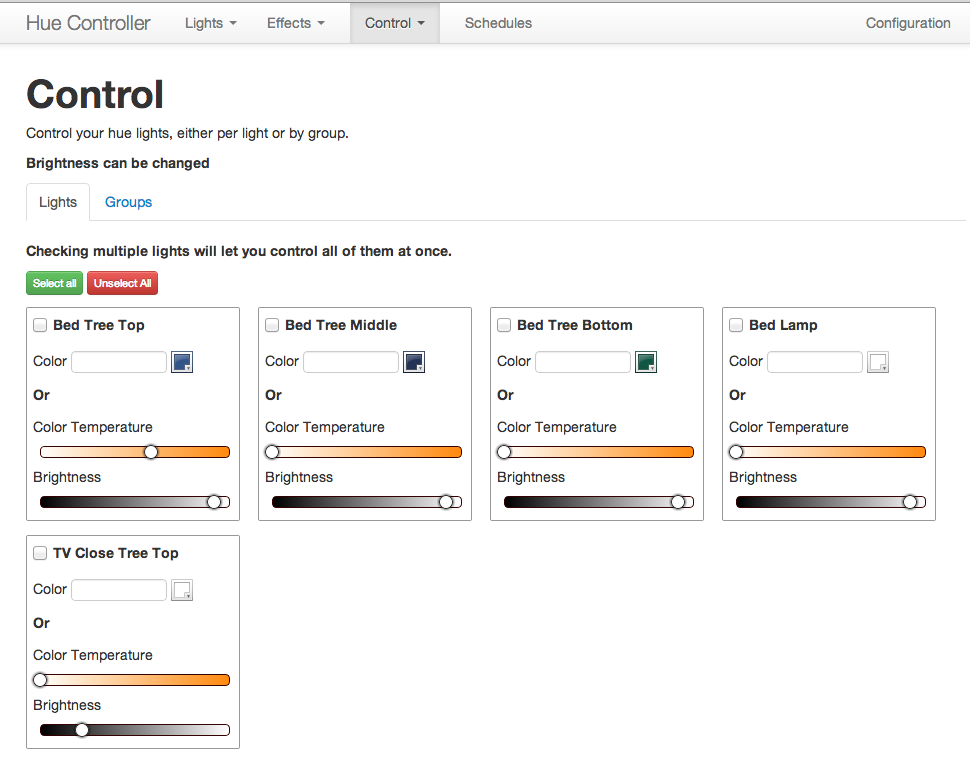 Hue Controller Lights Effects Control Schedules Configuration
Control
Control your hue lights, either per light or by group.
Brightness can be changed
Lights Groups
Checking multiple lights will let you control all of them at once.
Select all Unselect All
Bed Tree Top
Color
Or
Color Temperature
Brightness
Bed Tree Middle
Color
Or
Color Temperature
Brightness
Bed Tree Bottom
Color
Or
Color Temperature
Brightness
Bed Lamp
Color
Or
Color Temperature
Brightness
TV Close Tree Top
Color
Or
Color Temperature
Brightness